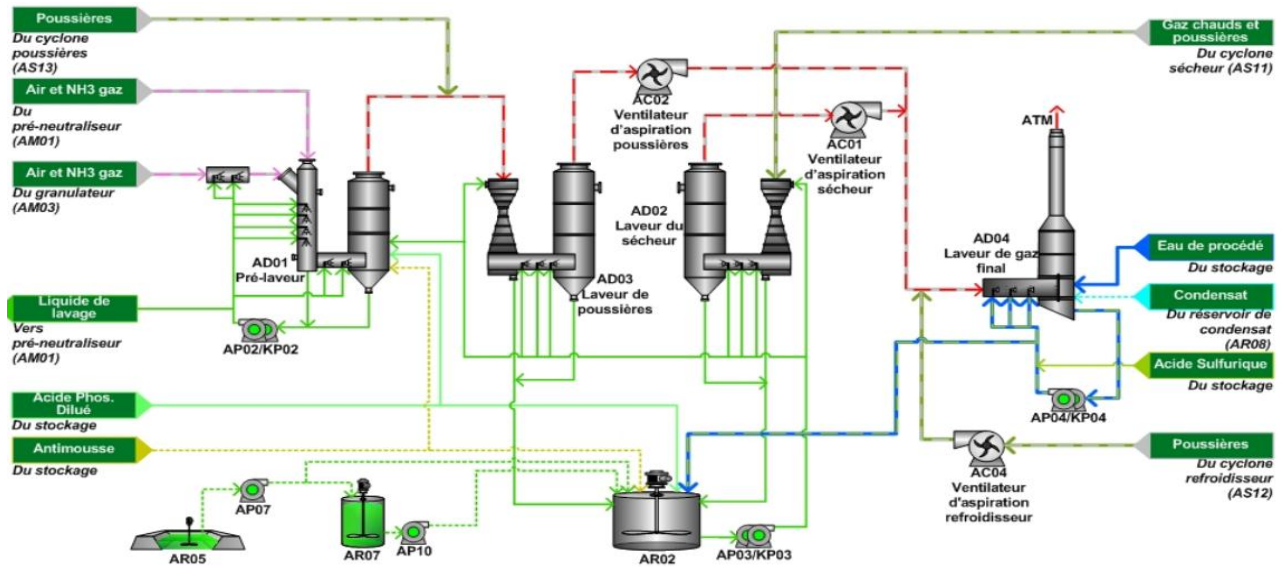 Poussières
Du cyclone
poussières
(AS13)
Air et NH3 gaz
Du
pré-neutraliseur
(AM01)
Air et NH3 gaz
Du granulateur
(AM03)
Liquide de
lavage
Vers
pré-neutraliseur
(AM01)
Acide Phos.
Dilué
Du stockage
Antimousse
Du stockage
AD01
Pré-laveur
AP02/KP02
AC02
Ventilateur
d'aspiration
poussières
AC01
Ventilateur
d'aspiration
sécheur
AD03
Laveur de
poussières
AD02
Laveur du
sécheur
ATM
AD04
Laveur de gaz
final
Gaz chauds et
poussières
Du cyclone
sécheur (AS11)
Eau de procédé
Du stockage
Condensat
Du réservoir de
condensat
(AR08)
Acide Sulfurique
Du stockage
AP04/KP04
Poussières
Du cyclone
refroidisseur
(AS12)
AC04
Ventilateur
d'aspiration
refroidisseur
AP07
AR05
AR07
AP10
AR02
AP03/KP03